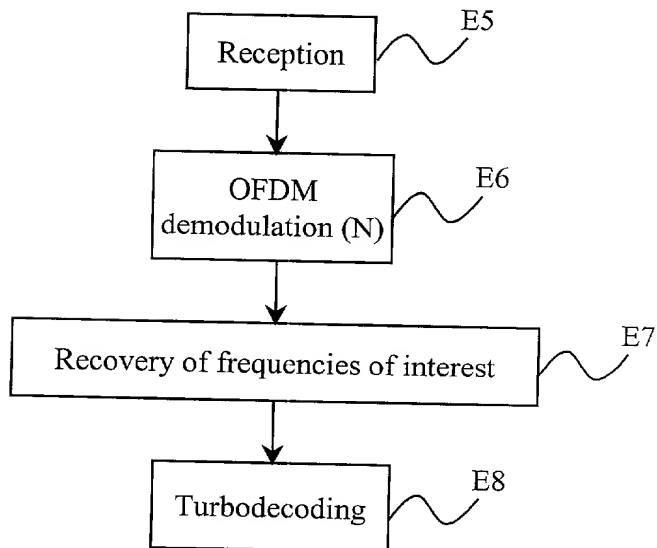 E5
Reception
E6
OFDM
demodulation (N)
E7
Recovery of frequencies of interest
E8
Turbodecoding